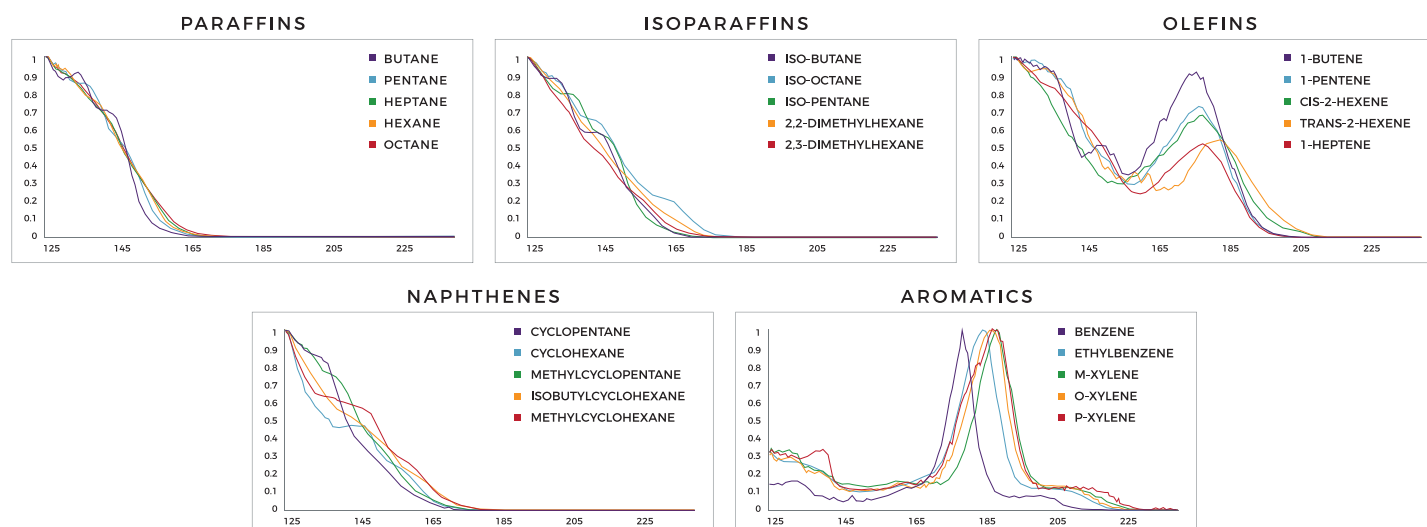 PARAFFINS
1
0.9
0.8
0.7
0.6
0.5
0.4
0.3
0.2
0.1
0
125 145 165 185 205 225
BUTANE
PENTANE
HEPTANE
HEXANE
OCTANE
ISOPARAFFINS
1
0.9
0.8
0.7
0.6
0.5
0.4
0.3
0.2
0.1
0
125 145 165 185 205 225
ISO-BUTANE
ISO-OCTANE
ISO-PENTANE
2,2-DIMETHYLHEXANE
2,3-DIMETHYLHEXANE
OLEFINS
1
0.9
0.8
0.7
0.6
0.5
0.4
0.3
0.2
0.1
0
125 145 165 185 205 225
1-BUTENE
1-PENTENE
CIS-2-HEXENE
TRANS-2-HEXENE
1-HEPTENE
NAPHTHENES
1
0.9
0.8
0.7
0.6
0.5
0.4
0.3
0.2
0.1
0
125 145 165 185 205 225
CYCLOPENTANE
CYCLOHEXANE
METHYLCYCLOPENTANE
ISOBUTYLCYCLOHEXANE
METHYLCYCLOHEXANE
AROMATICS
1
0.9
0.8
0.7
0.6
0.5
0.4
0.3
0.2
0.1
0
125 145 165 185 205 225
BENZENE
ETHYLBENZENE
M-XYLENE
O-XYLENE
P-XYLENE